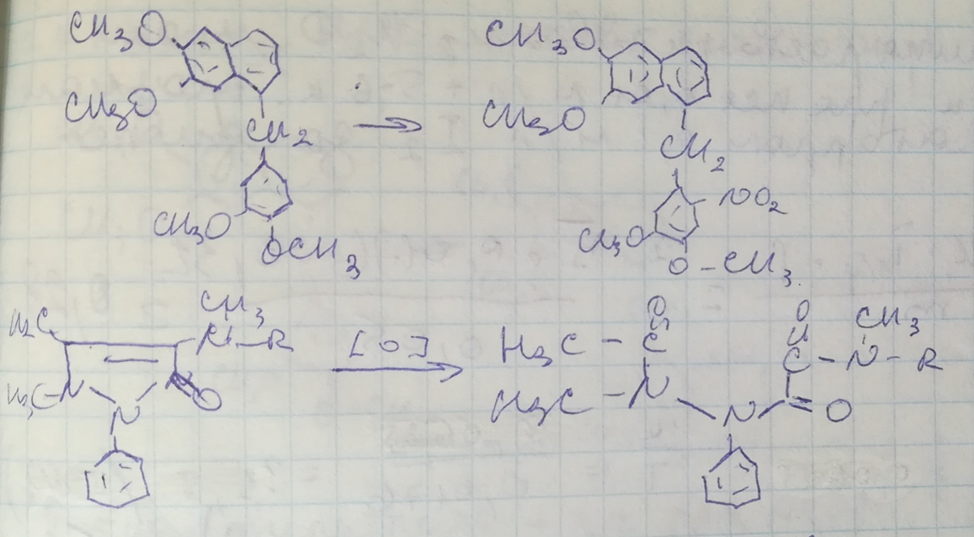 CH3O CH3O
CH3O CH3O
CH2 CH2
NO2
CH3O CH3O
OCH3 O-CH3
CH3 O O CH3
H3C N-R [O] H3C - C C - N - R
H3C N O H3C - N N O
N